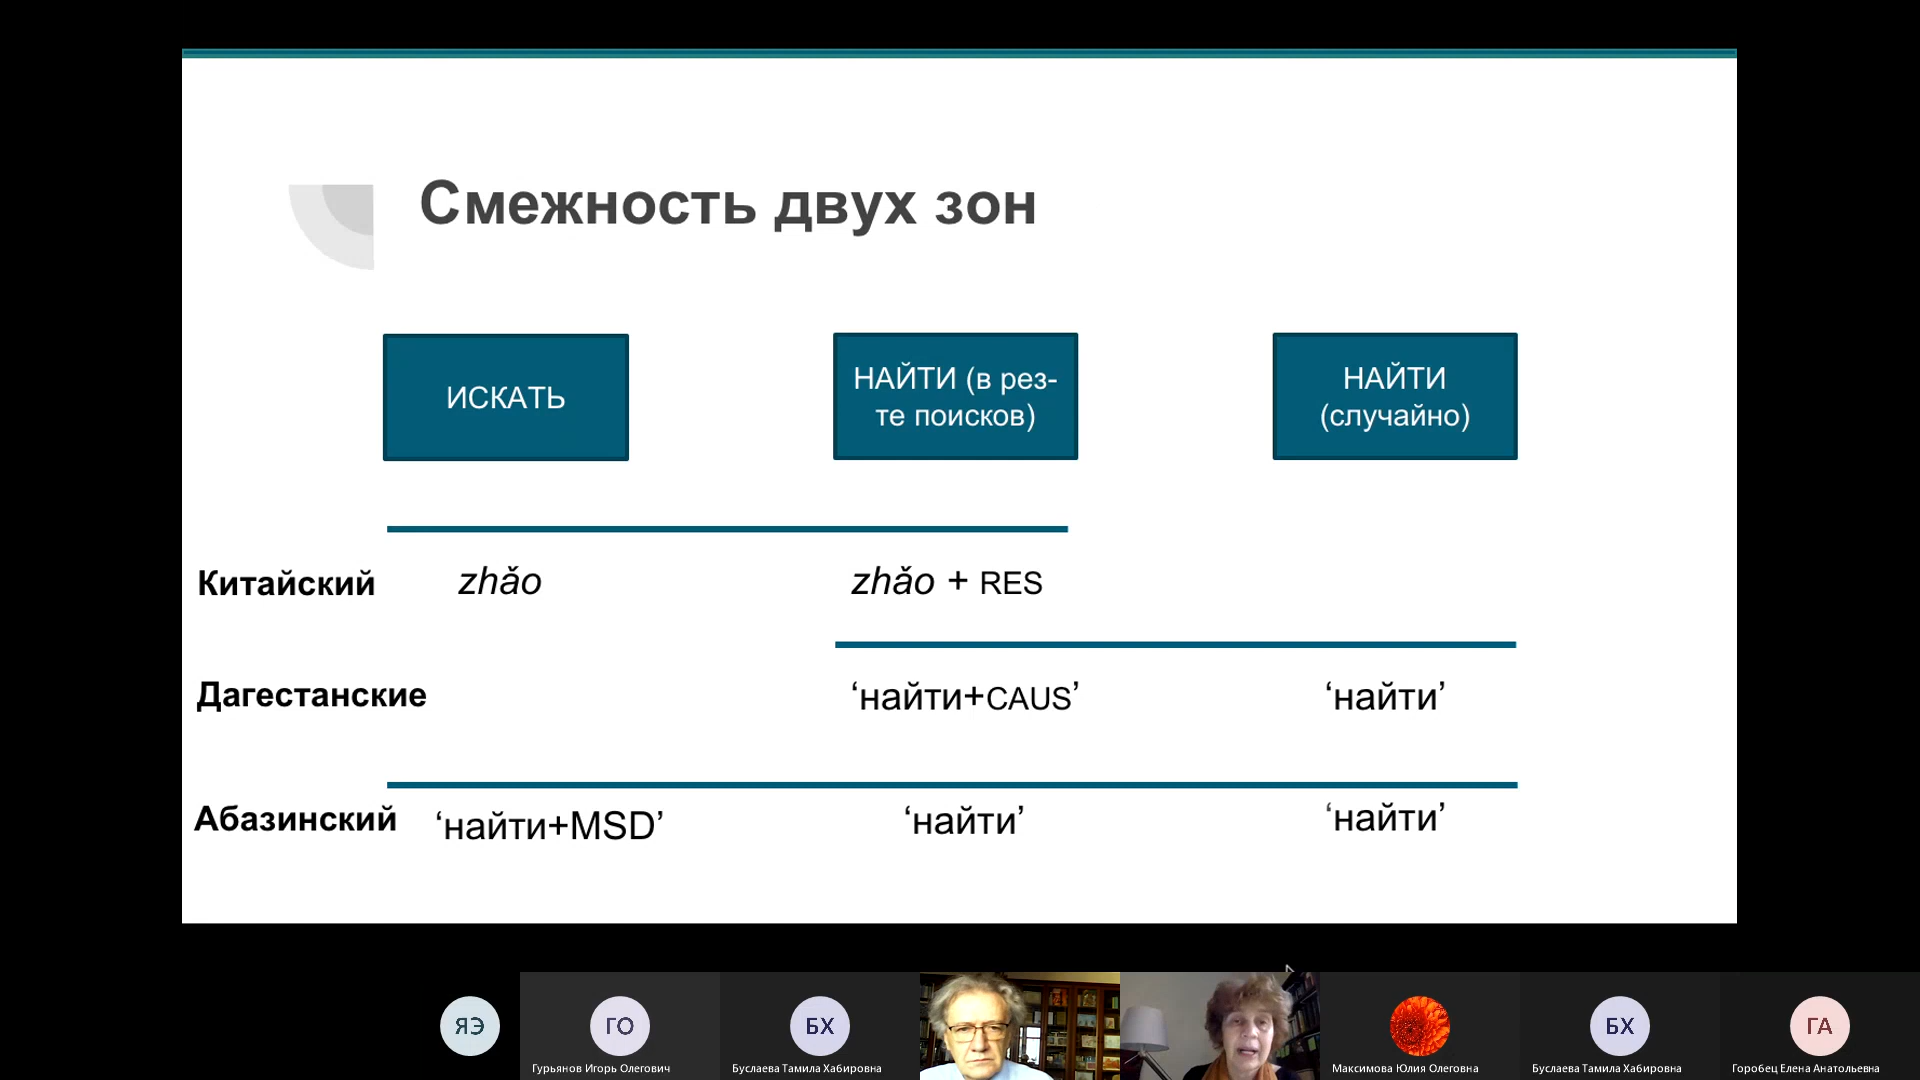 Смежность двух зон
ИСКАТЬ
НАЙТИ (в рез-
те поисков)
НАЙТИ
(случайно)
Китайский zhǎo zhǎo + RES
Дагестанские ‘найти+CAUS’ ‘найти’
Абазинский ‘найти+MSD’ ‘найти’ ‘найти’
ЯЭ ГО БХ БХ ГА
Гурьянов Игорь Олегович Буслаева Тамила Хабировна Максимова Юлия Олеговна Буслаева Тамила Хабировна Горобец Елена Анатольевна